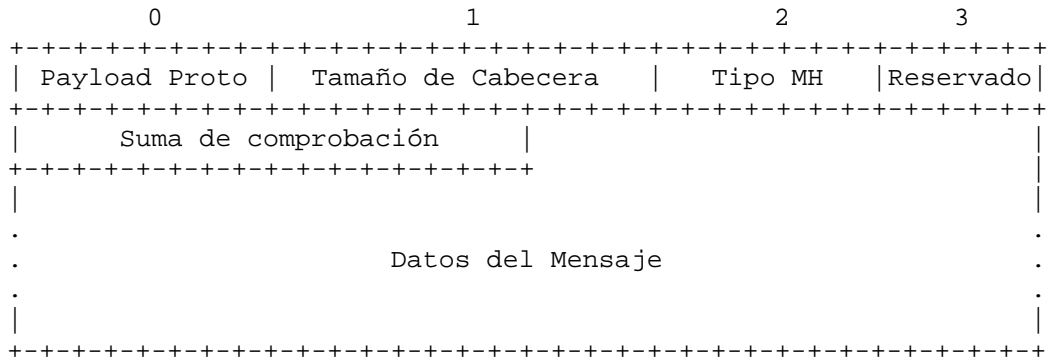 0 1 2 3
+-+-+-+-+-+-+-+-+-+-+-+-+-+-+-+-+-+-+-+-+-+-+-+-+-+-+-+-+-+-+-+-+
| Payload Proto | Tamaño de Cabecera | Tipo MH |Reservado|
+-+-+-+-+-+-+-+-+-+-+-+-+-+-+-+-+-+-+-+-+-+-+-+-+-+-+-+-+-+-+-+-+
| Suma de comprobación | |
+-+-+-+-+-+-+-+-+-+-+-+-+-+-+-+-+ |
| |
. .
. Datos del Mensaje .
. .
| |
+-+-+-+-+-+-+-+-+-+-+-+-+-+-+-+-+-+-+-+-+-+-+-+-+-+-+-+-+-+-+-+-+